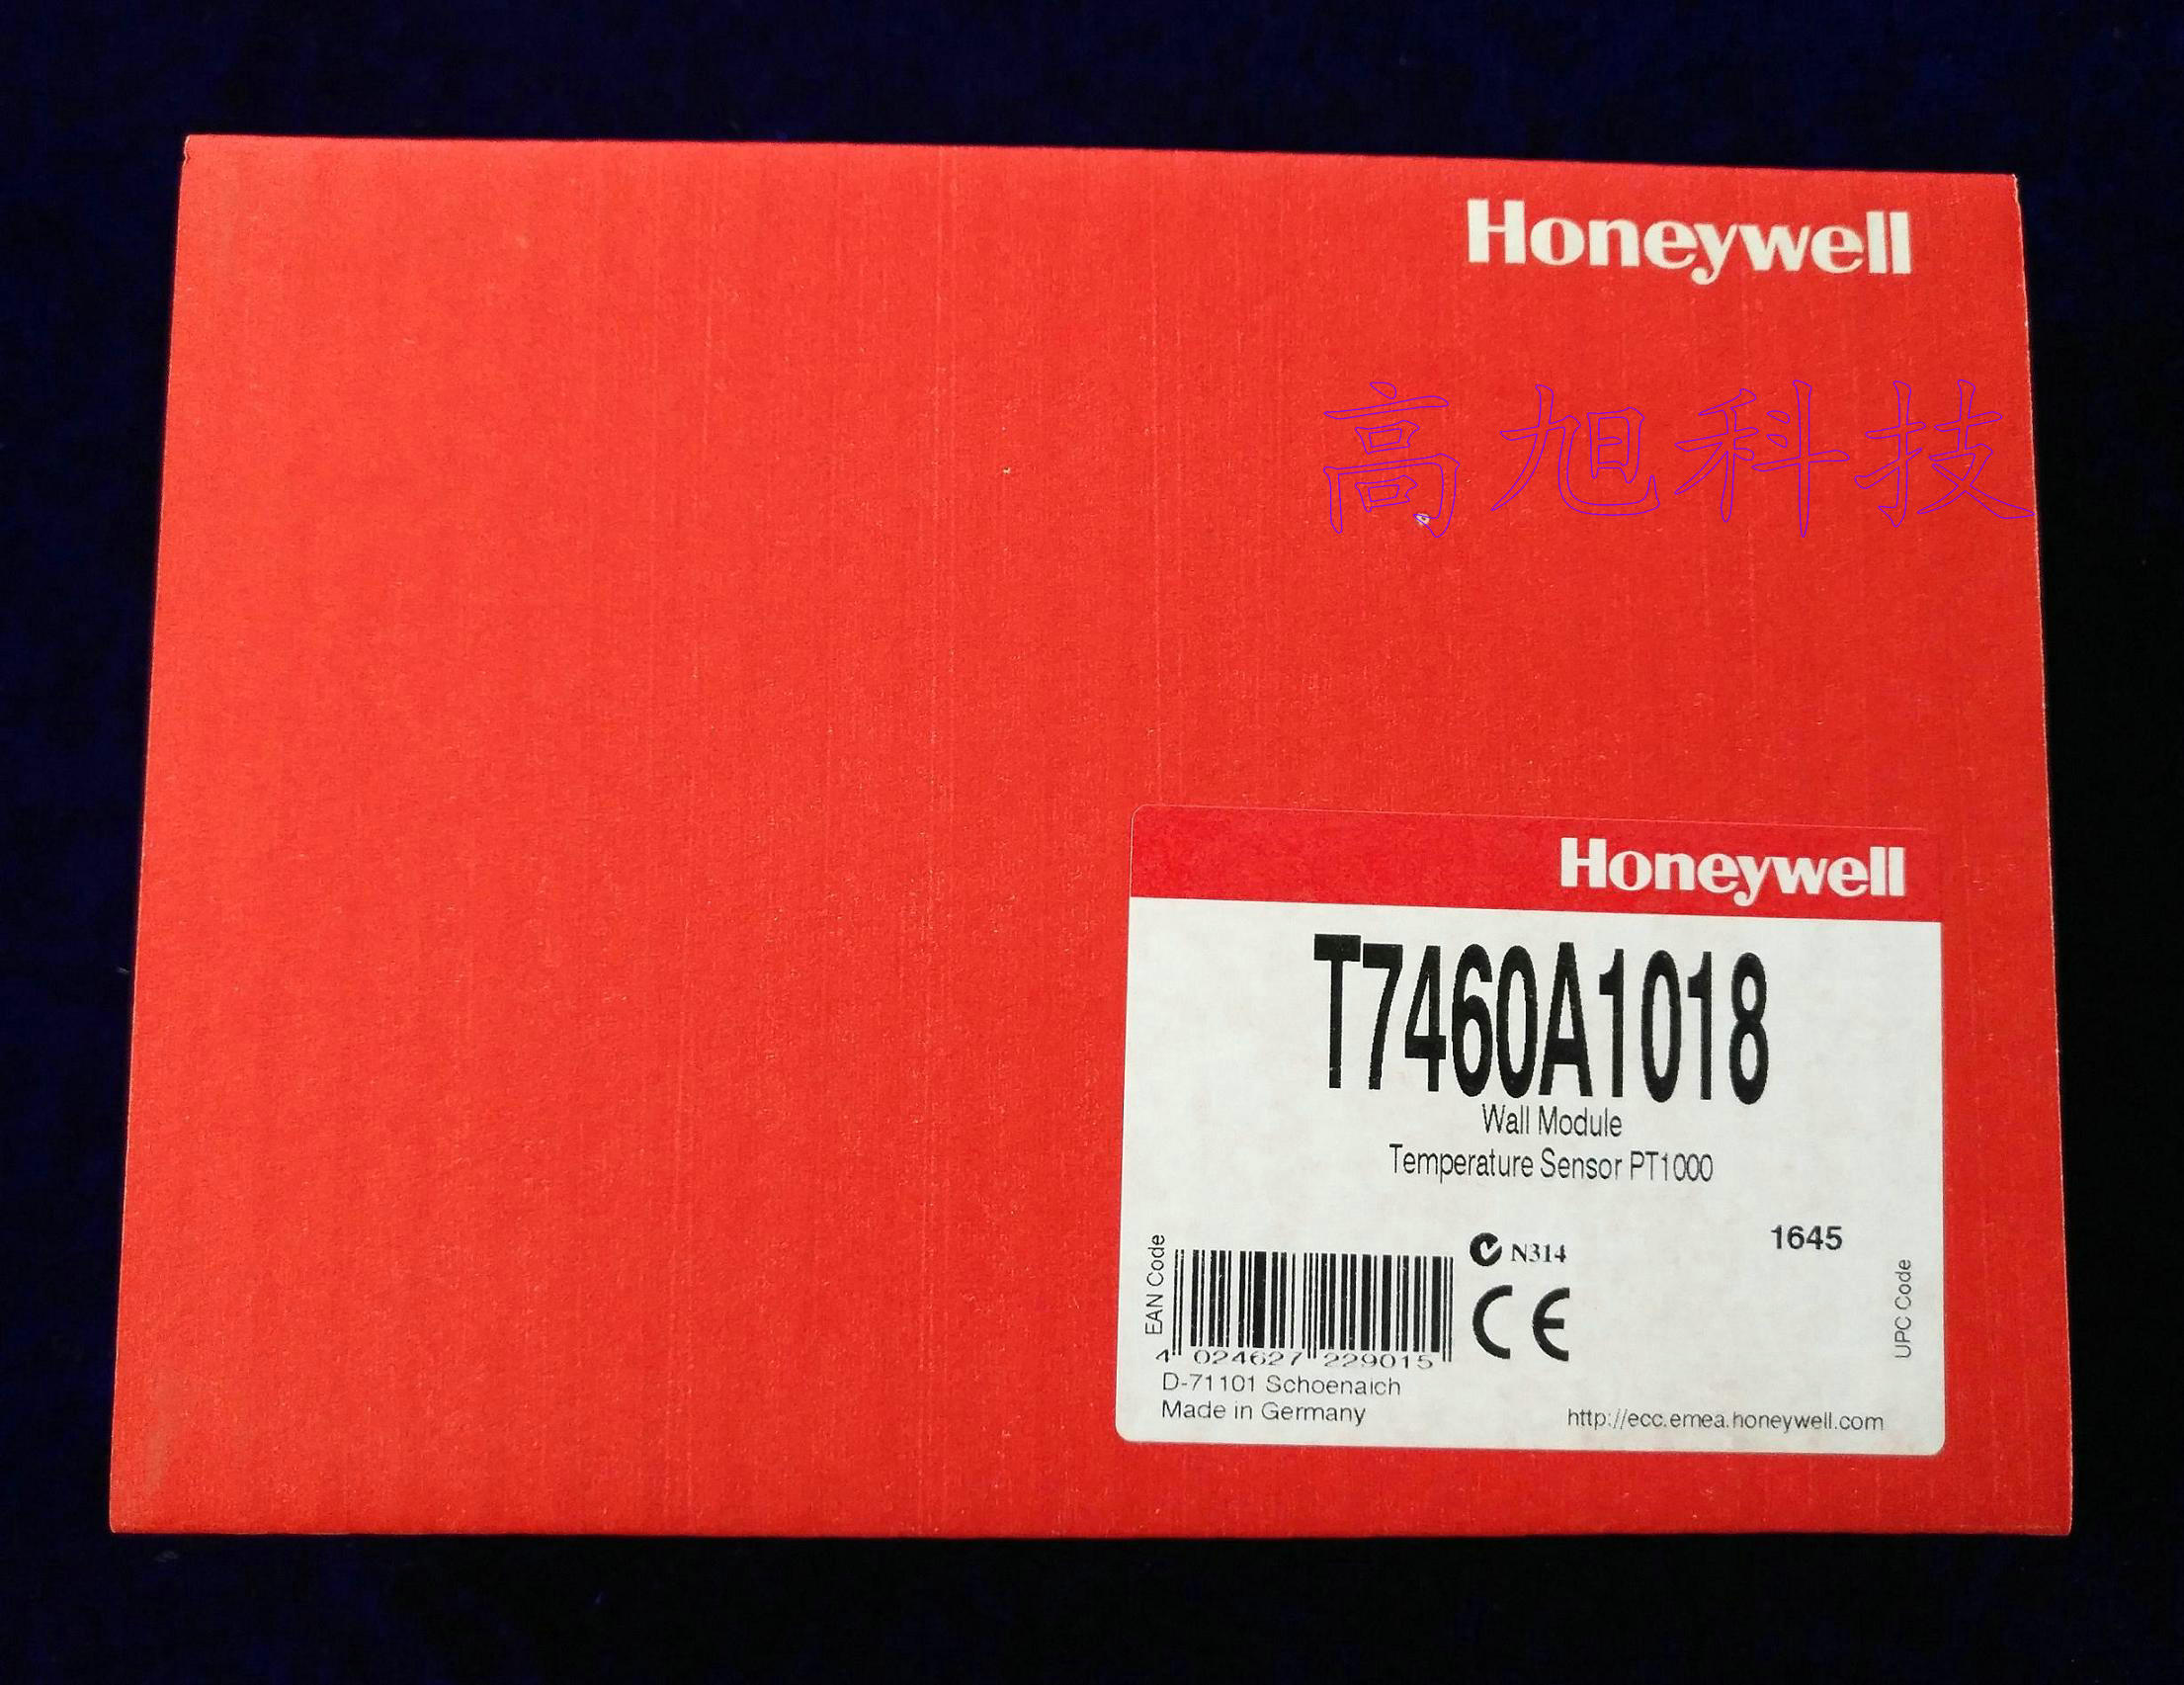 Honeywell
高旭科技
Honeywell
T7460A1018
Wall Module
Temperature Sensor PT1000
1645
N314
EAN Code
UPC Code
4 024627 229015
D-71101 Schoenaich
Made in Germany
http://ecc.emea.honeywell.com